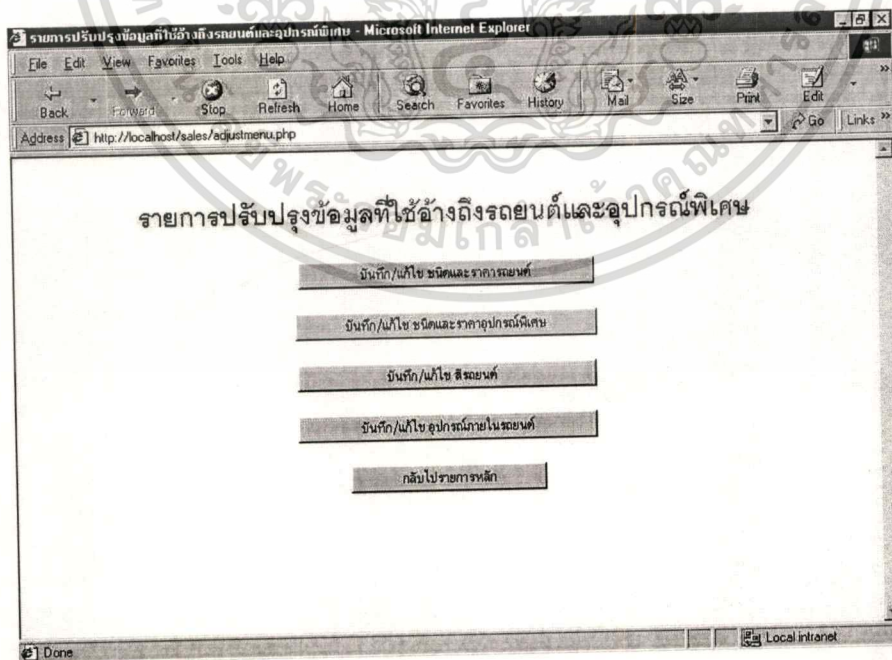 รายการปรับปรุงข้อมูลที่ใช้อ้างถึงรถยนต์และอุปกรณ์พิเศษ - Microsoft Internet Explorer
File Edit View Favorites Tools Help
Back Forward Stop Refresh Home Search Favorites History Mail Size Print Edit
Address http://localhost/sales/adjustmenu.php Go Links
รายการปรับปรุงข้อมูลที่ใช้อ้างถึงรถยนต์และอุปกรณ์พิเศษ
บันทึก/แก้ไข ชนิดและราคารถยนต์
บันทึก/แก้ไข ชนิดและราคาอุปกรณ์พิเศษ
บันทึก/แก้ไข สีรถยนต์
บันทึก/แก้ไข อุปกรณ์ภายในรถยนต์
กลับไปรายการหลัก
Done Local intranet